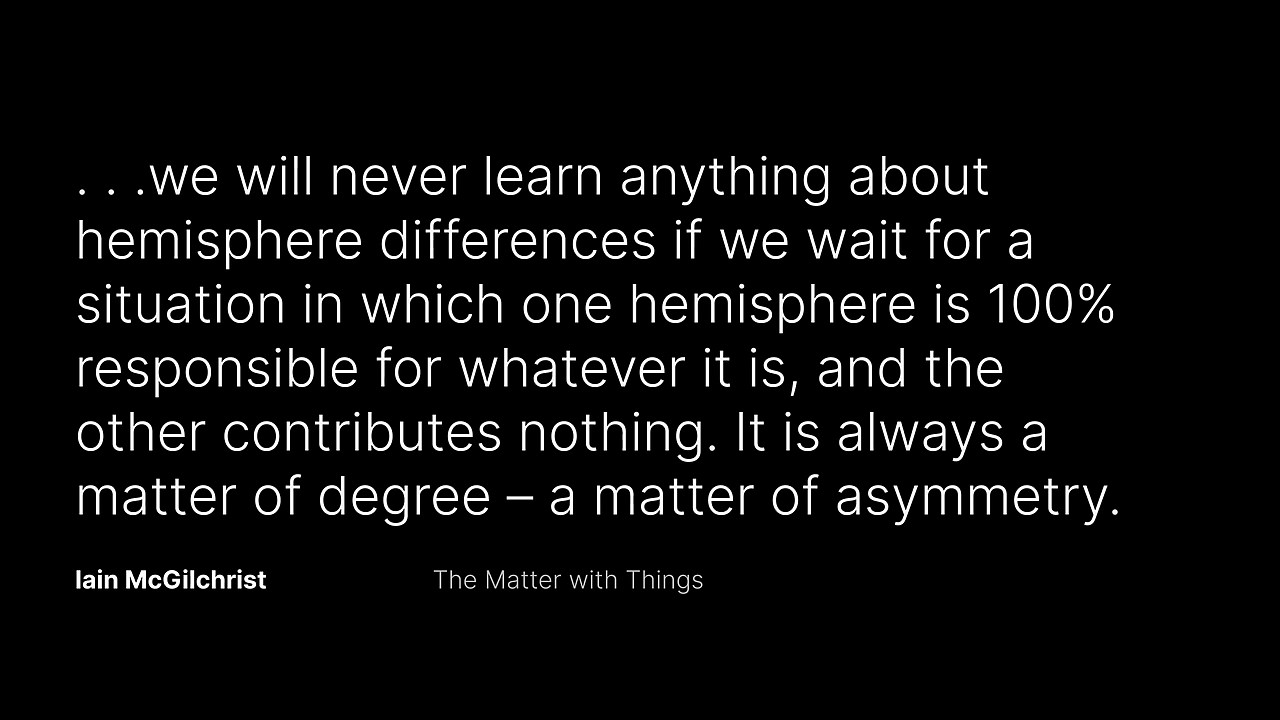 . . .we will never learn anything about
hemisphere differences if we wait for a
situation in which one hemisphere is 100%
responsible for whatever it is, and the
other contributes nothing. It is always a
matter of degree – a matter of asymmetry.
Iain McGilchrist
The Matter with Things